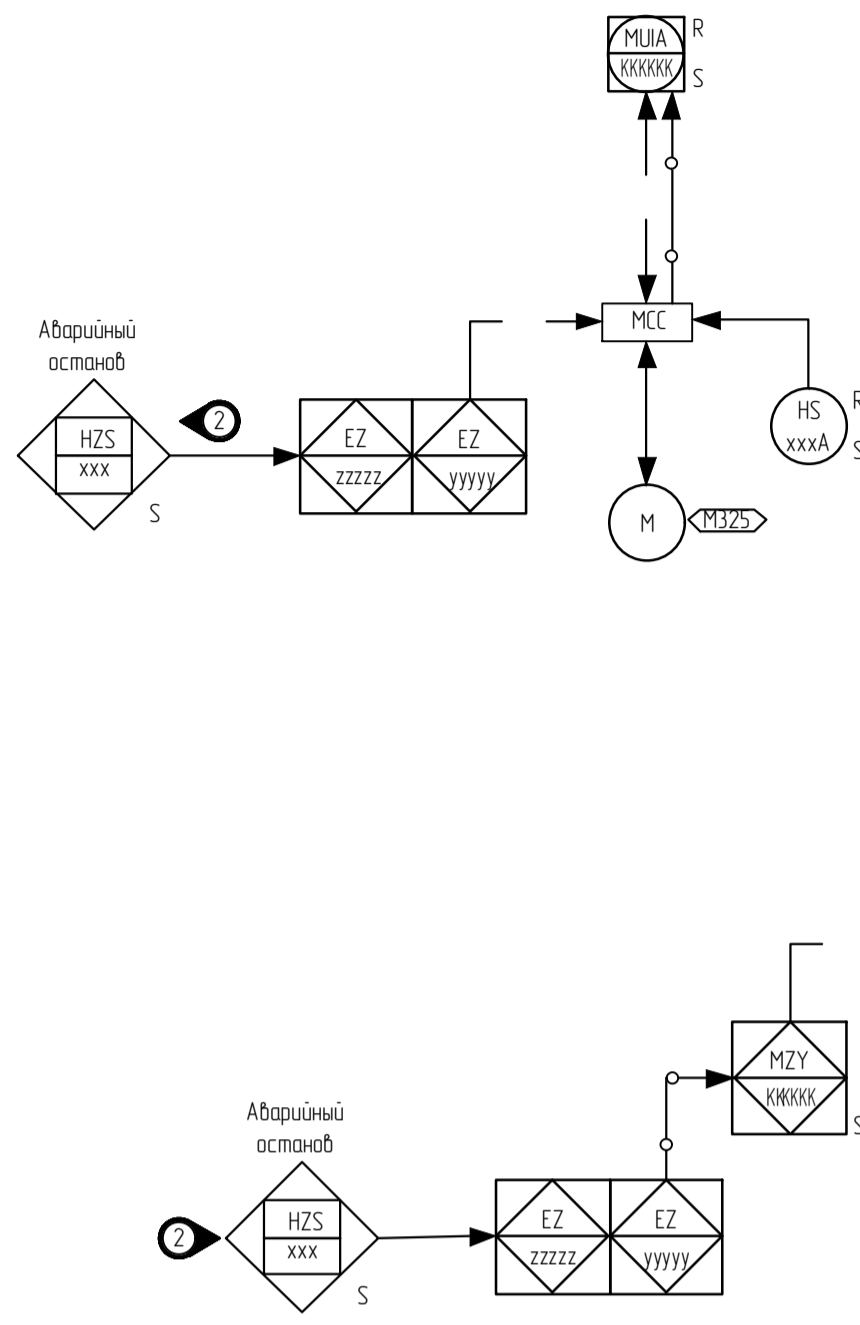 MUIA
R
KKKKKK
S
MCC
Аварийный
останов
HZS
xxx
S
2
EZ
zzzzz
EZ
yyyyy
HS
xxxA
R
S
M
M325
MZY
KKKKKK
S
Аварийный
останов
2
HZS
xxx
S
EZ
zzzzz
EZ
yyyyy